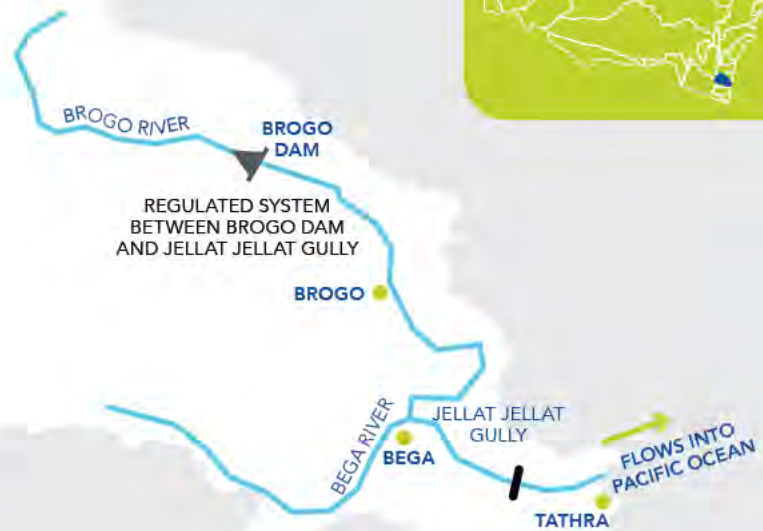 BROGO RIVER
BROGO
DAM
REGULATED SYSTEM
BETWEEN BROGO DAM
AND JELLAT JELLAT GULLY
BROGO
BEGA RIVER
JELLAT JELLAT
GULLY
BEGA
FLOWS INTO
PACIFIC OCEAN
TATHRA